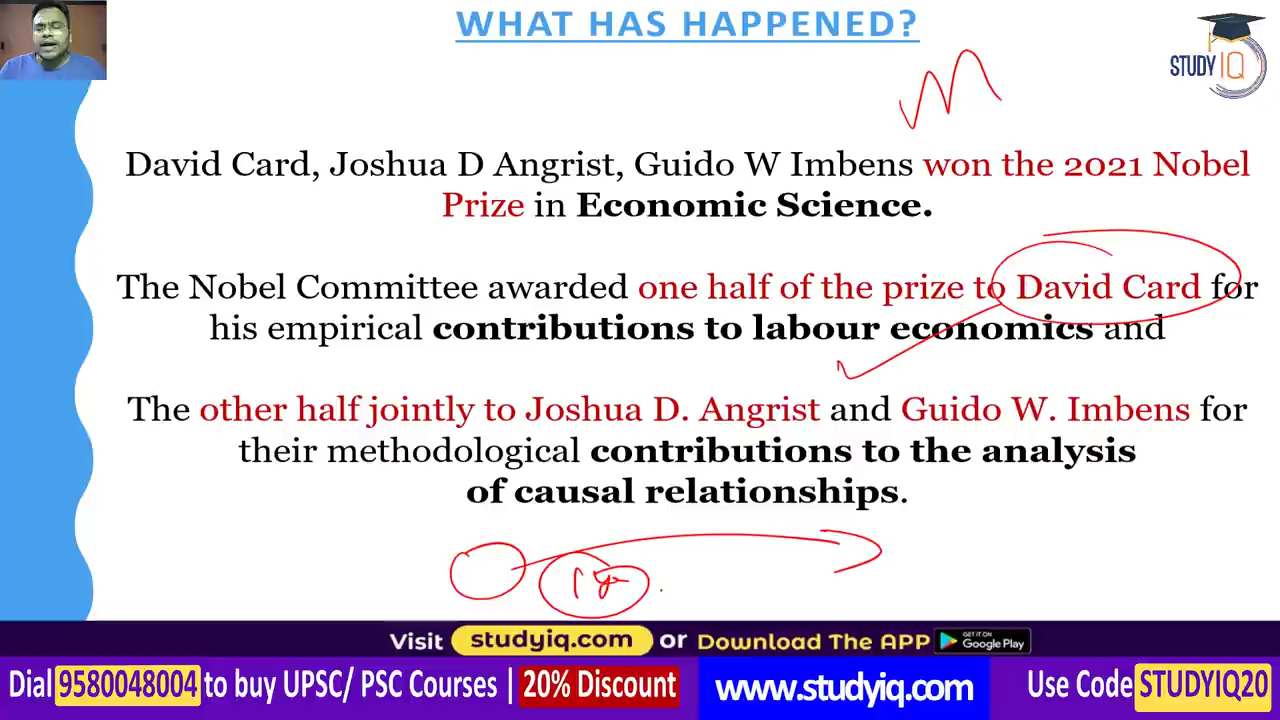 WHAT HAS HAPPENED?
STUDY IQ
David Card, Joshua D Angrist, Guido W Imbens won the 2021 Nobel
Prize in Economic Science.
The Nobel Committee awarded one half of the prize to David Card for
his empirical contributions to labour economics and
The other half jointly to Joshua D. Angrist and Guido W. Imbens for
their methodological contributions to the analysis
of causal relationships.
Visit studyiq.com or Download The APP GET IT ON Google Play
Dial 9580048004 to buy UPSC/ PSC Courses | 20% Discount www.studyiq.com Use Code STUDYIQ20